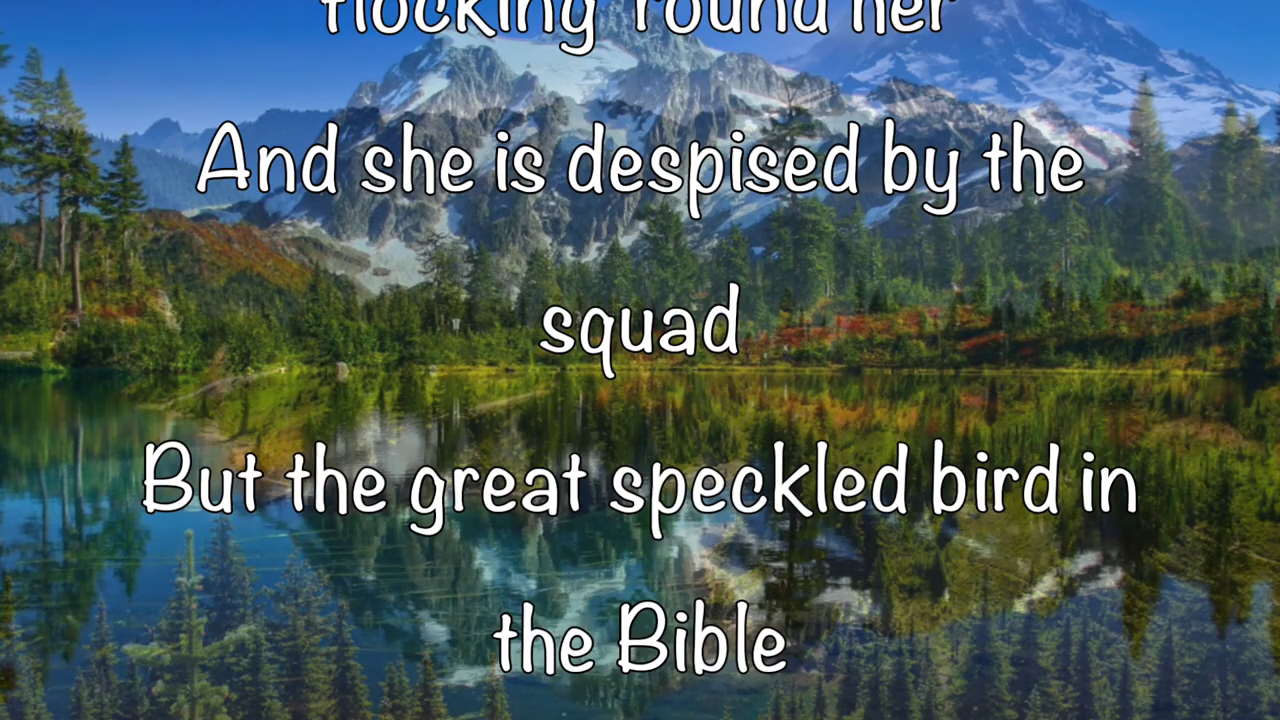 flocking 'round her
And she is despised by the
squad
But the great speckled bird in
the Bible